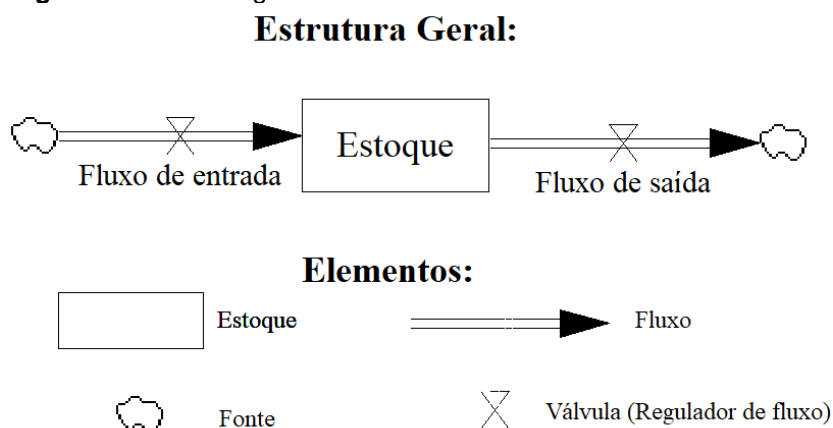 Estrutura Geral:
Estoque
Fluxo de entrada
Fluxo de saída
Elementos:
Estoque
Fluxo
Fonte
Válvula (Regulador de fluxo)